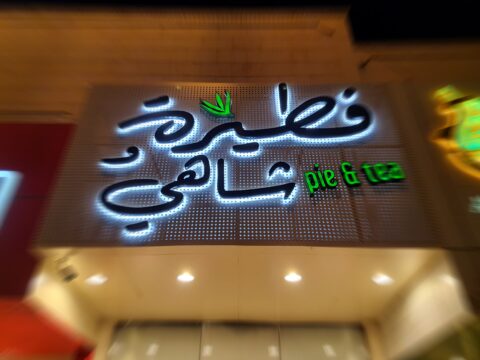 فطيرة
و شاهي
pie & tea